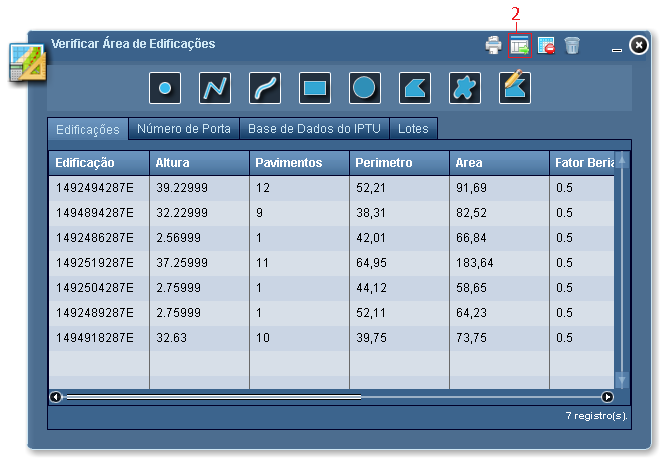 2
Verificar Área de Edificações
Edificações Número de Porta Base de Dados do IPTU Lotes
Edificação Altura Pavimentos Perímetro Area Fator Beria
1492494287E 39.22999 12 52,21 91,69 0.5
1494894287E 32.22999 9 38,31 82,52 0.5
1492486287E 2.56999 1 42,01 66,84 0.5
1492519287E 37.25999 11 64,95 183,64 0.5
1492504287E 2.75999 1 44,12 58,65 0.5
1492489287E 2.75999 1 52,11 64,23 0.5
1494918287E 32.63 10 39,75 73,75 0.5
7 registro(s).